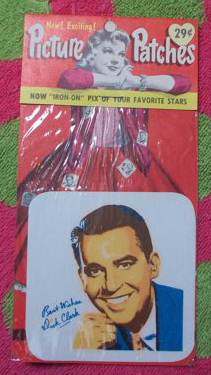 New! Exciting!
Picture Patches
29¢
NOW "IRON-ON" PIX OF YOUR FAVORITE STARS
Best Wishes
Dick Clark